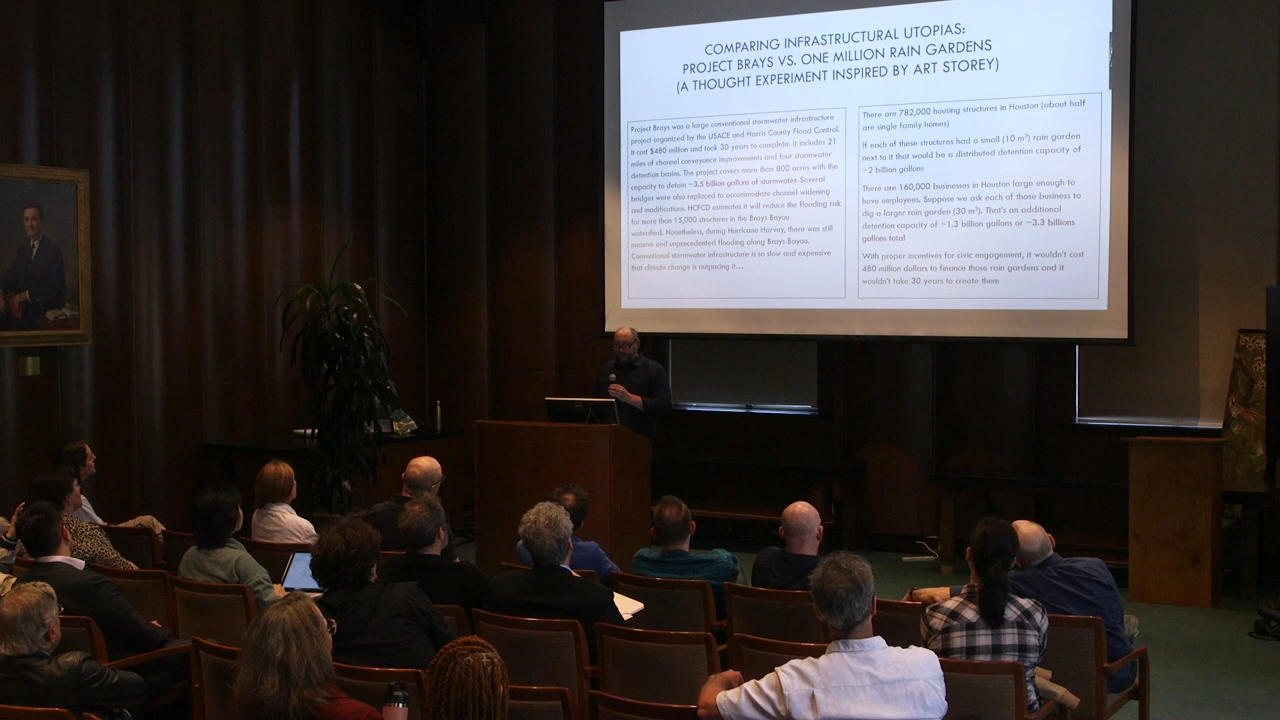 COMPARING INFRASTRUCTURAL UTOPIAS:
PROJECT BRAYS VS. ONE MILLION RAIN GARDENS
(A THOUGHT EXPERIMENT INSPIRED BY ART STOREY)
Project Brays was a large conventional stormwater infrastructure
project organized by the USACE and Harris County Flood Control.
It cost $480 million and took 30 years to complete. It includes 21
miles of channel conveyance improvements and four stormwater
detention basins. The project covers more than 800 acres with the
capacity to detain ~3.5 billion gallons of stormwater. Several
bridges were also replaced to accommodate channel widening
and modifications. HCFCD estimates it will reduce the flooding risk
for more than 15,000 structures in the Brays Bayou
watershed. Nonetheless, during Hurricane Harvey, there was still
massive and unprecedented flooding along Brays Bayou.
Conventional stormwater infrastructure is so slow and expensive
that climate change is outpacing it...
There are 782,000 housing structures in Houston (about half
are single family homes)
If each of these structures had a small (10 m³) rain garden
next to it that would be a distributed detention capacity of
~2 billion gallons
There are 160,000 businesses in Houston large enough to
have employees. Suppose we ask each of those business to
dig a larger rain garden (30 m³). That's an additional
detention capacity of ~1.3 billion gallons or ~3.3 billions
gallons total
With proper incentives for civic engagement, it wouldn't cost
480 million dollars to finance those rain gardens and it
wouldn't take 30 years to create them